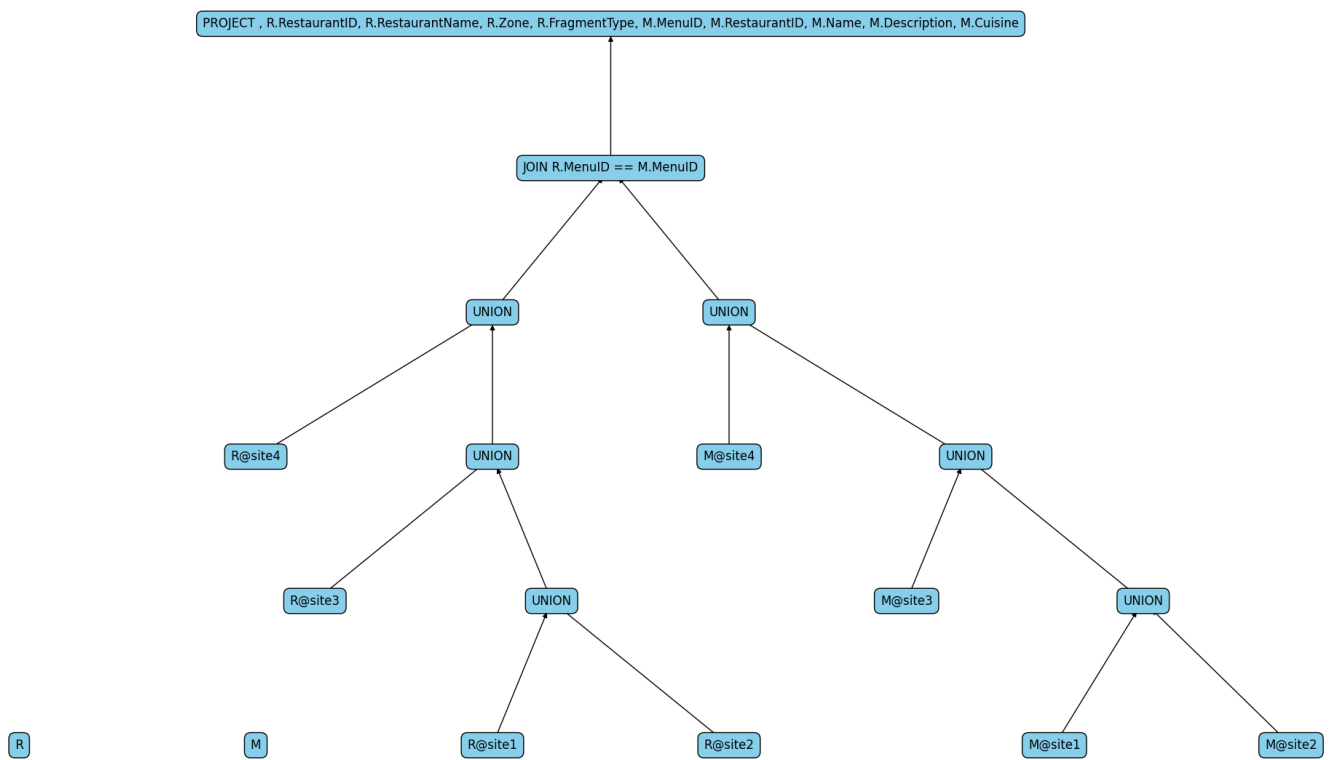 PROJECT , R.RestaurantID, R.RestaurantName, R.Zone, R.FragmentType, M.MenuID, M.RestaurantID, M.Name, M.Description, M.Cuisine
JOIN R.MenuID == M.MenuID
UNION
UNION
R@site4
UNION
M@site4
UNION
R@site3
UNION
M@site3
UNION
R
M
R@site1
R@site2
M@site1
M@site2